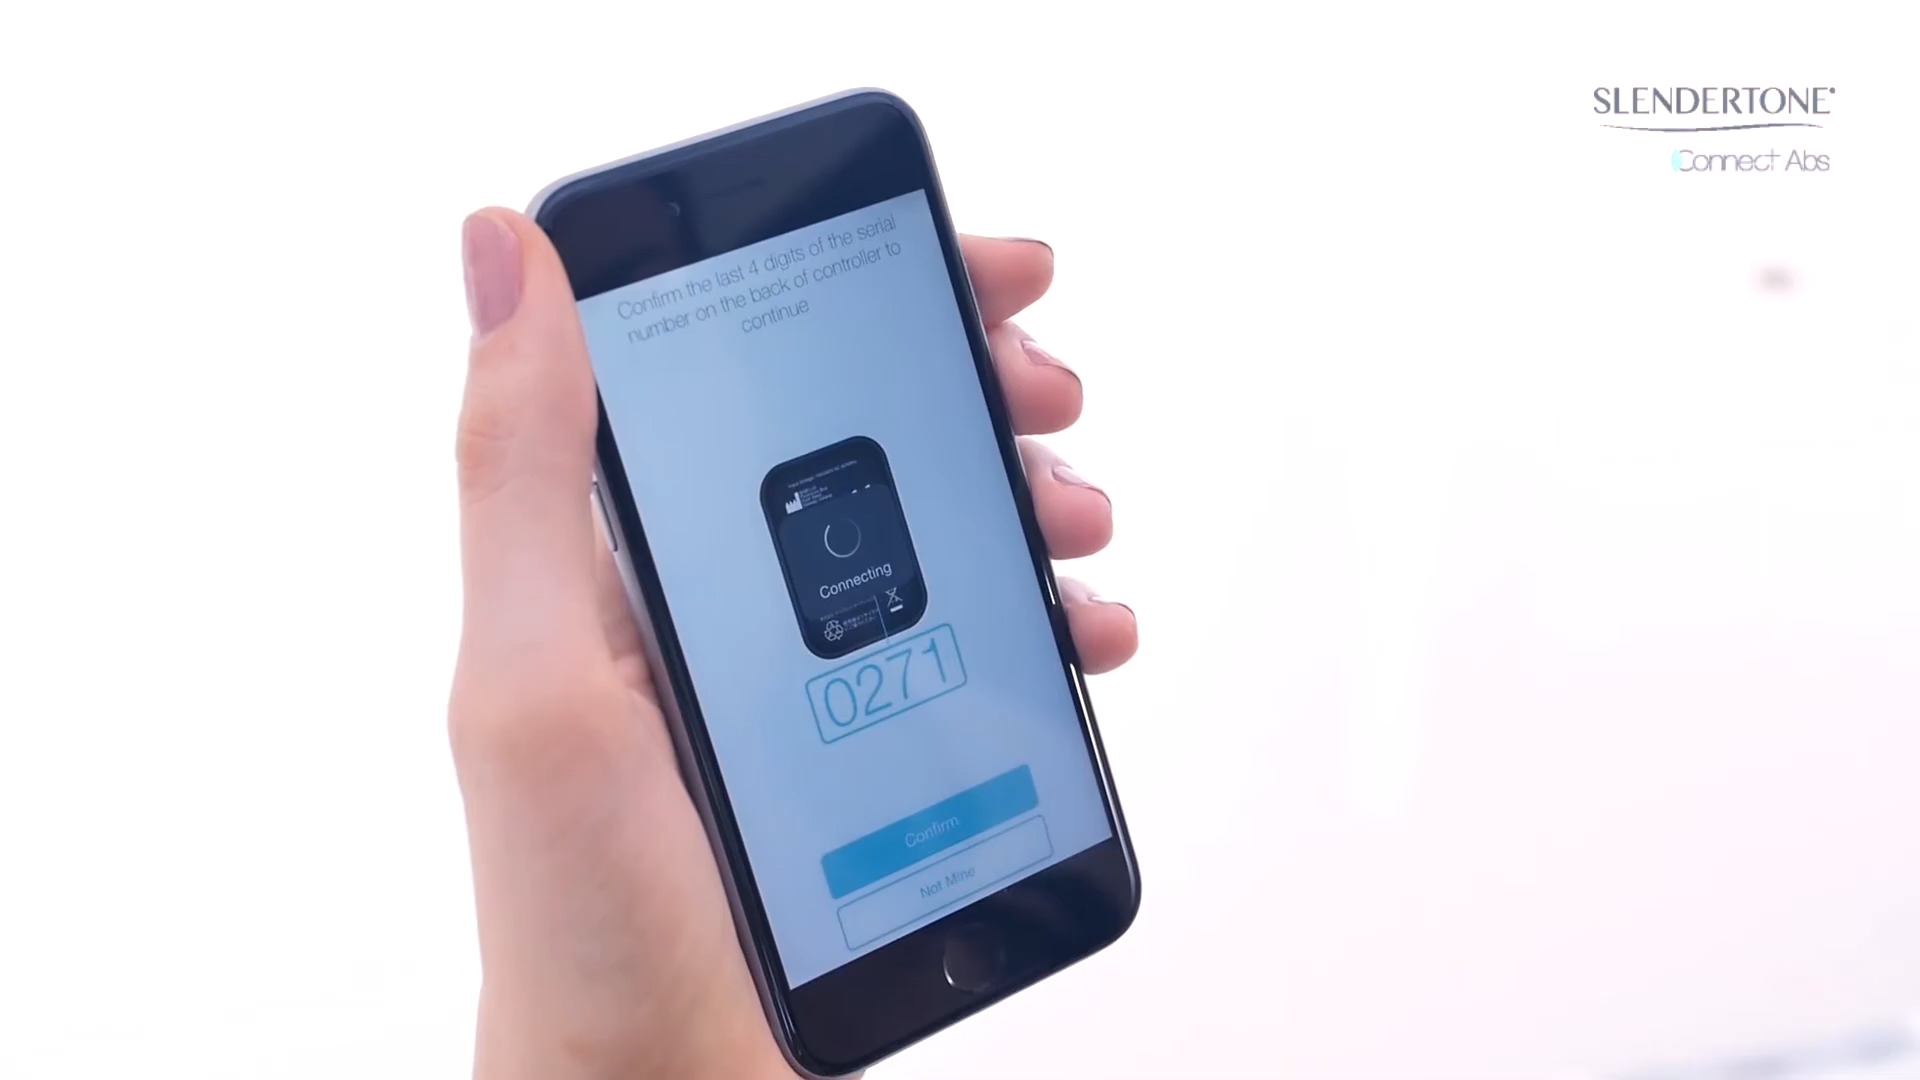 SLENDERTONE
Connect Abs
Confirm the last 4 digits of the serial
number on the back of controller to
continue
Connecting
0271
Confirm
Not Mine